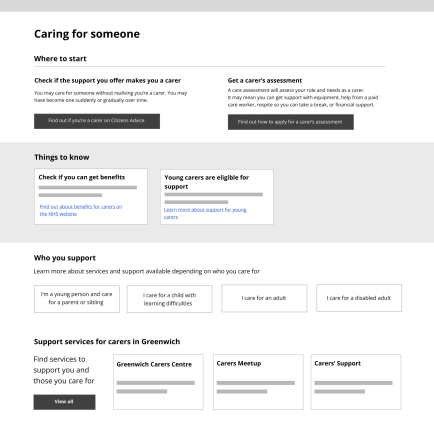 Caring for someone
Where to start
Check if the support you offer makes you a carer
You may care for someone without realising you're a carer. You may
have become one suddenly or gradually over time.
Find out if you're a carer on Citizens Advice
Get a carer's assessment
A care assessment will assess your role and needs as a carer.
It may mean you can get support with equipment, help from a paid
care worker, respite so you can take a break, or financial support.
Find out how to apply for a carer's assessment
Things to know
Check if you can get benefits
Find out about benefits for carers on
the NHS website
Young carers are eligible for
support
Learn more about support for young
carers
Who you support
Learn more about services and support available depending on who you care for
I'm a young person and care
for a parent or sibling
I care for a child with
learning difficulties
I care for an adult
I care for a disabled adult
Support services for carers in Greenwich
Find services to
support you and
those you care for
View all
Greenwich Carers Centre
Carers Meetup
Carers' Support